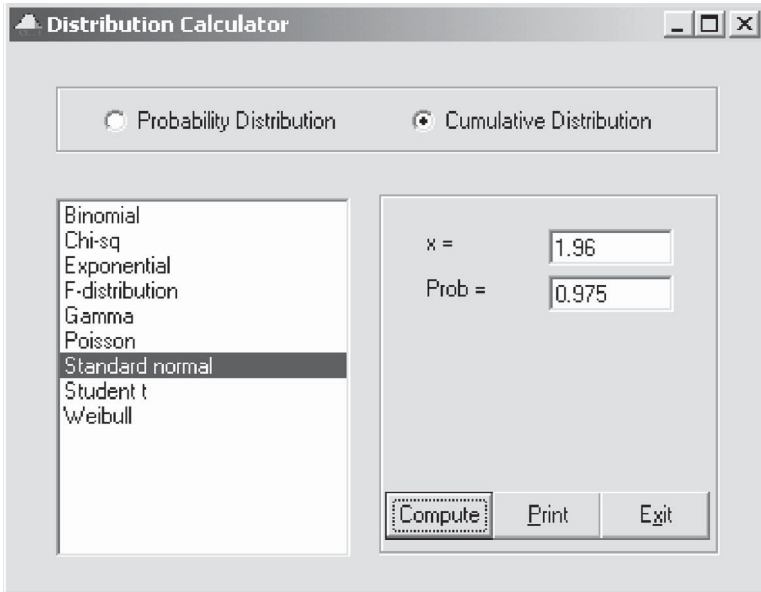 Distribution Calculator
Probability Distribution
Cumulative Distribution
Binomial
Chi-sq
Exponential
F-distribution
Gamma
Poisson
Standard normal
Student t
Weibull
x = 1.96
Prob = 0.975
Compute
Print
Exit